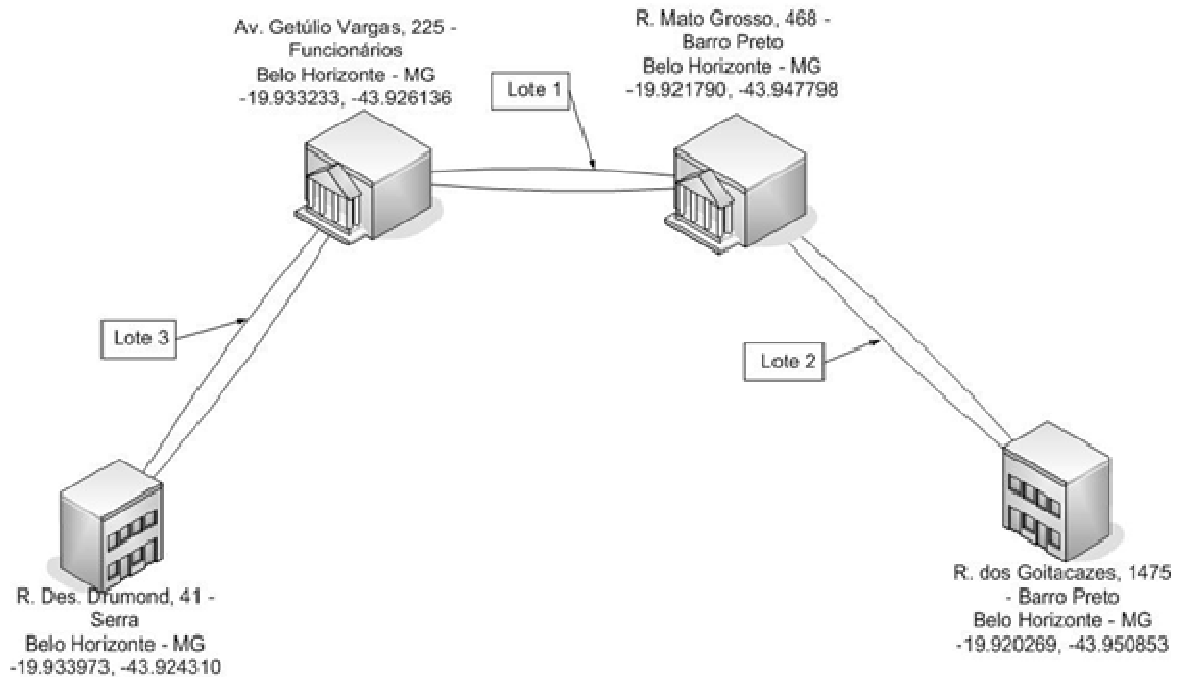 Av. Getúlio Vargas, 225 -
Funcionários
Belo Horizonte - MG
-19.933233, -43.926136
R. Mato Grosso, 468 -
Barro Preto
Belo Horizonte - MG
-19.921790, -43.947798
Lote 1
Lote 3
Lote 2
R. Des. Drumond, 41 -
Serra
Belo Horizonte - MG
-19.933973, -43.924310
R. dos Goitacazes, 1475
- Barro Preto
Belo Horizonte - MG
-19.920269, -43.950853